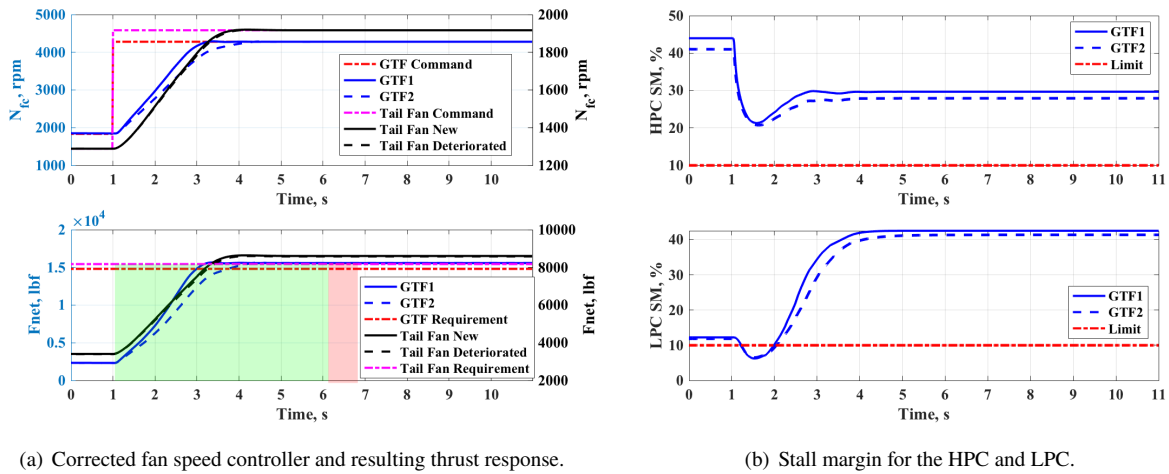 5000
4000
3000
2000
1000
N_fc, rpm
2000
1800
1600
1400
1200
N_fc, rpm
GTF Command
GTF1
GTF2
Tail Fan Command
Tail Fan New
Tail Fan Deteriorated
0 1 2 3 4 5 6 7 8 9 10
Time, s
× 10^4
2
1.5
1
0.5
0
Fnet, lbf
10000
8000
6000
4000
2000
Fnet, lbf
GTF1
GTF2
GTF Requirement
Tail Fan New
Tail Fan Deteriorated
Tail Fan Requirement
0 1 2 3 4 5 6 7 8 9 10
Time, s
(a) Corrected fan speed controller and resulting thrust response.
50
40
30
20
10
HPC SM, %
GTF1
GTF2
Limit
0 1 2 3 4 5 6 7 8 9 10 11
Time, s
40
30
20
10
0
LPC SM, %
GTF1
GTF2
Limit
0 1 2 3 4 5 6 7 8 9 10 11
Time, s
(b) Stall margin for the HPC and LPC.